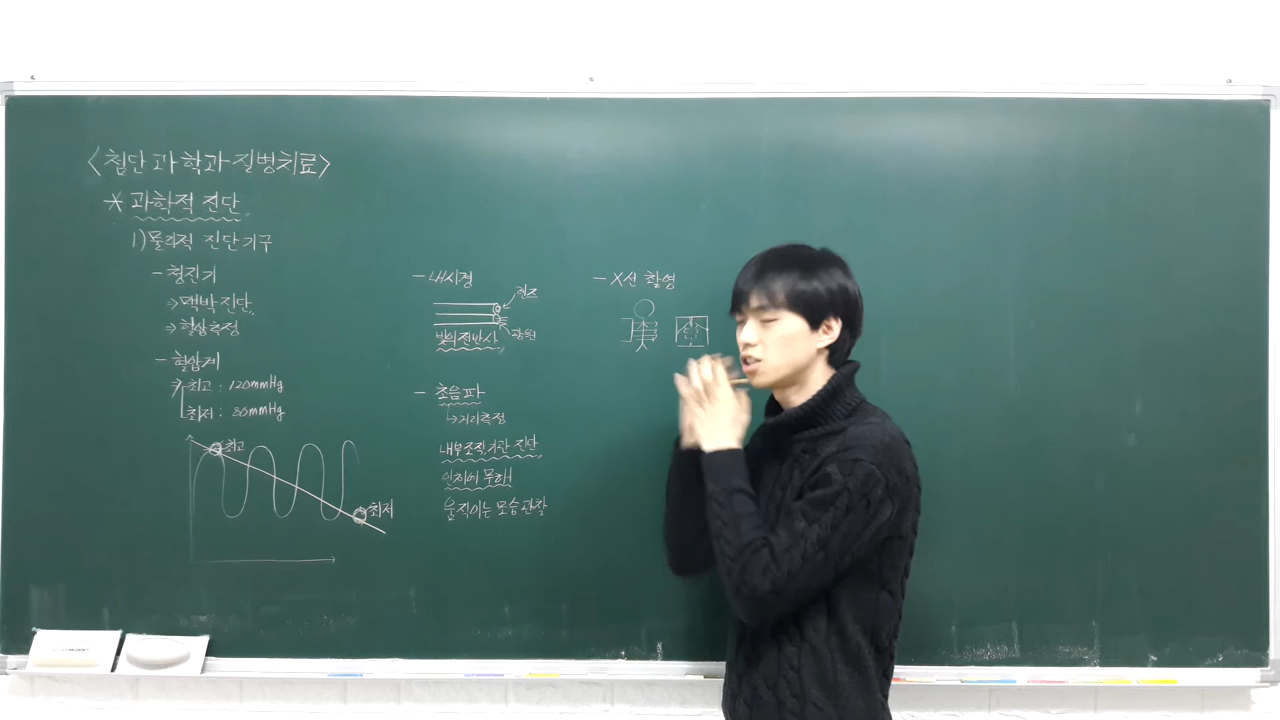 <첨단 과학과 질병치료>
* 과학적 진단
1) 물리적 진단기구
- 청진기
⇒ 맥박 진단,
⇒ 혈압측정
- 혈압계
최고 : 120mmHg
최저 : 80mmHg
최고
최저
- 내시경
렌즈
광원
빛의 전반사
- 초음파
↳거리측정
내부조직, 기관 진단
인체에 무해!
움직이는 모습 관찰
- X선 촬영